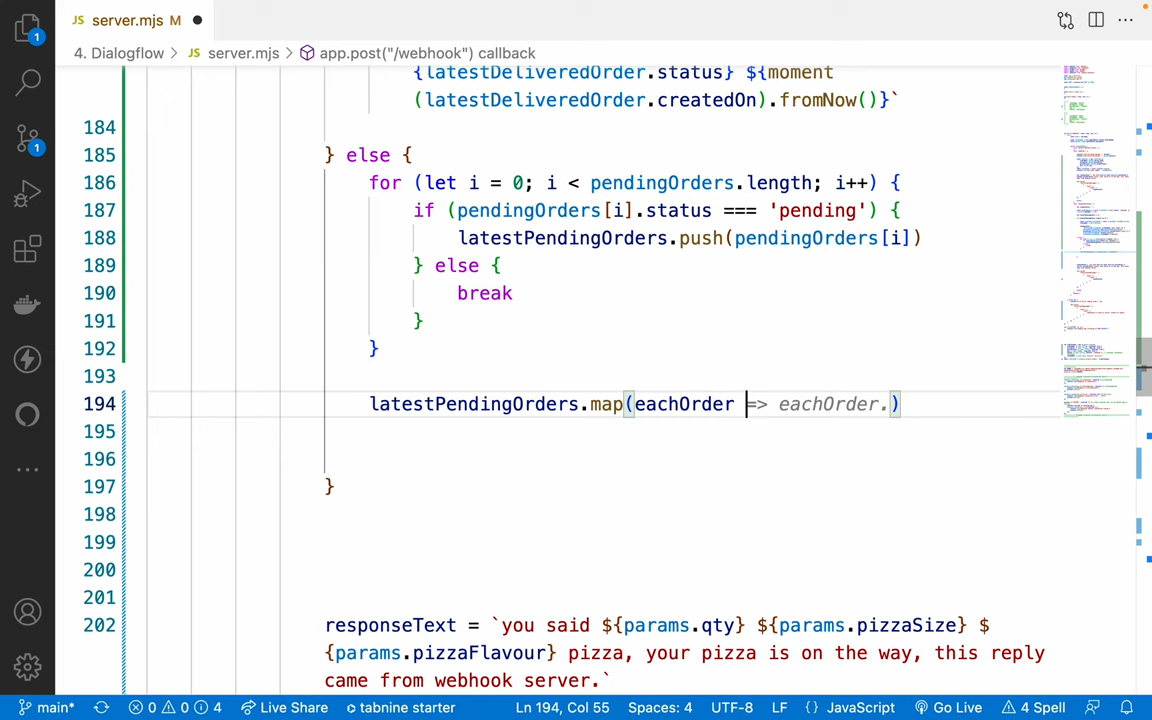 JS server.mjs M
4. Dialogflow > JS server.mjs > app.post("/webhook") callback
{latestDeliveredOrder.status} ${moment
(latestDeliveredOrder.createdOn).fromNow()}`
184
185 } else {
186 for (let i = 0; i < pendingOrders.length; i++) {
187 if (pendingOrders[i].status === 'pending') {
188 latestPendingOrders.push(pendingOrders[i])
189 } else {
190 break
191 }
192 }
193
194 latestPendingOrders.map(eachOrder => eachOrder.)
195
196
197 }
198
199
200
201
202 responseText = `you said ${params.qty} ${params.pizzaSize} $
{params.pizzaFlavour} pizza, your pizza is on the way, this reply
came from webhook server.`
1
1
main* 0 0 4 Live Share tabnine starter Ln 194, Col 55 Spaces: 4 UTF-8 LF {} JavaScript Go Live 4 Spell